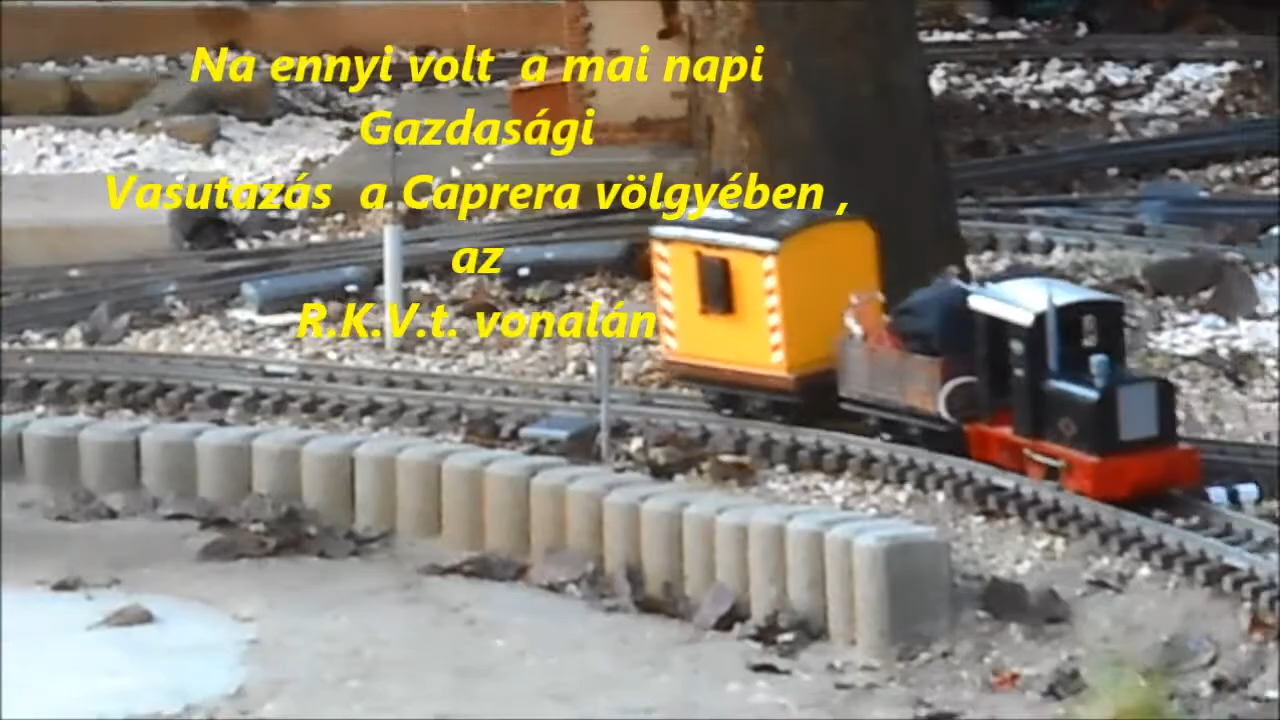 Na ennyi volt a mai napi
Gazdasági
Vasutazás a Caprera völgyében ,
az
R.K.V.t. vonalán